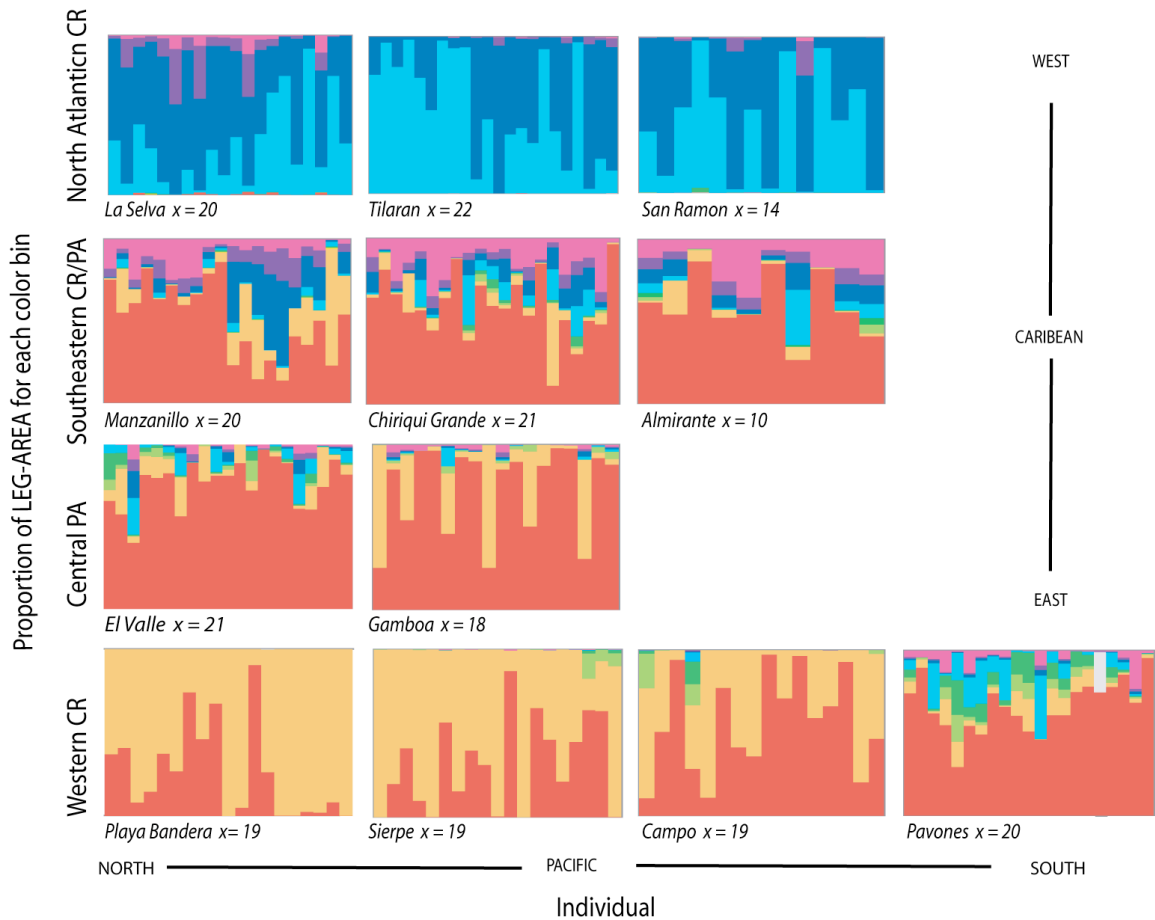 Proportion of LEG-AREA for each color bin
North Atlanticn CR
La Selva x = 20
Tilaran x = 22
San Ramon x = 14
WEST
Southeastern CR/PA
Manzanillo x = 20
Chiriqui Grande x = 21
Almirante x = 10
CARIBEAN
Central PA
El Valle x = 21
Gamboa x = 18
EAST
Western CR
Playa Bandera x= 19
Sierpe x = 19
Campo x = 19
Pavones x = 20
NORTH
PACIFIC
SOUTH
Individual